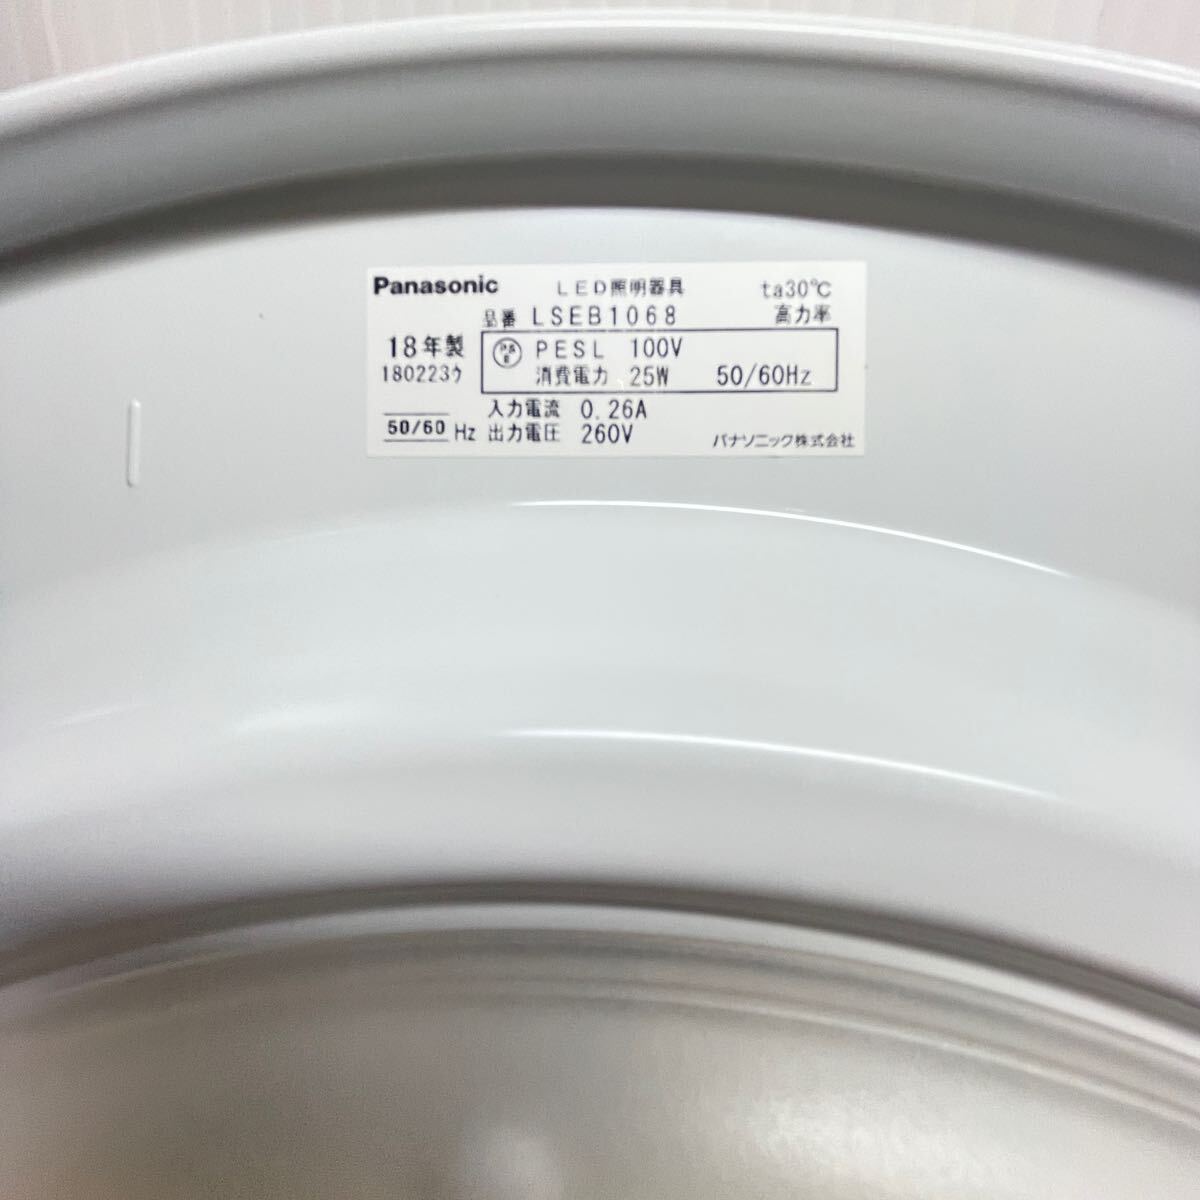 Panasonic LED照明器具 ta30℃
品番 LSEB1068 高力率
18年製 PSE PESL 100V
180223ウ 消費電力 25W 50/60Hz
入力電流 0.26A
50/60 Hz 出力電圧 260V パナソニック株式会社